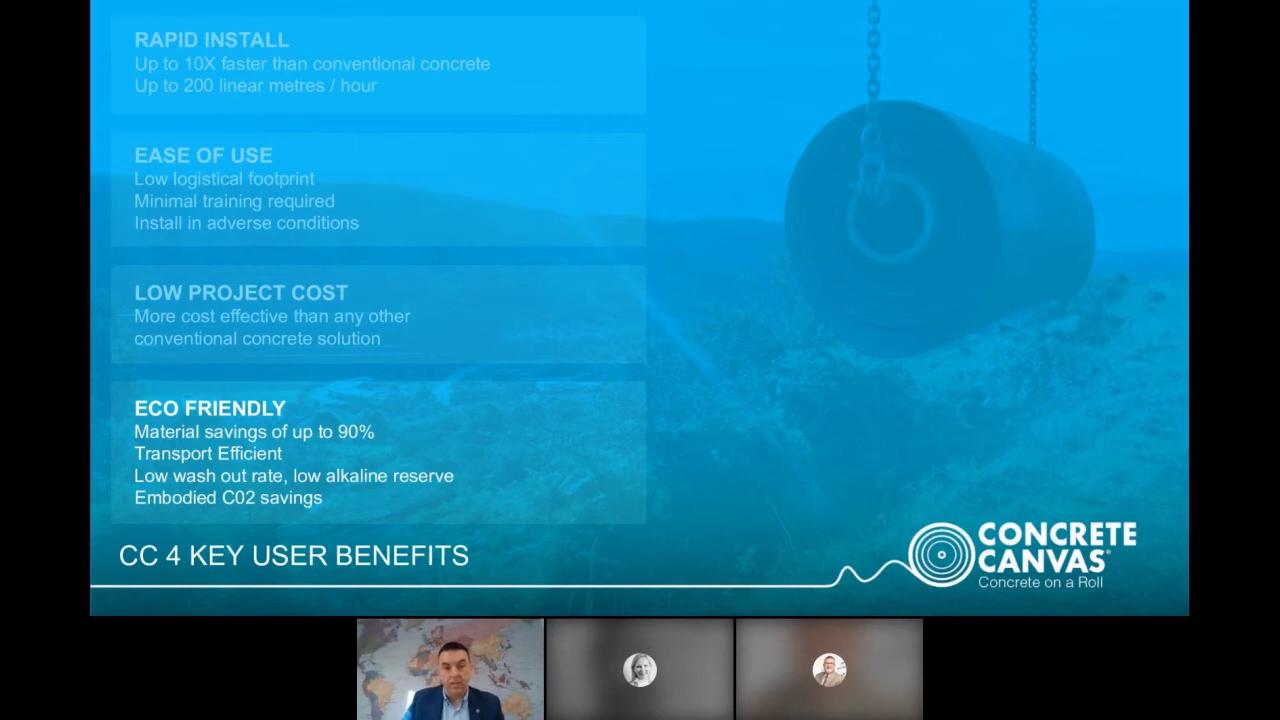 RAPID INSTALL
Up to 10X faster than conventional concrete
Up to 200 linear metres / hour
EASE OF USE
Low logistical footprint
Minimal training required
Install in adverse conditions
LOW PROJECT COST
More cost effective than any other
conventional concrete solution
ECO FRIENDLY
Material savings of up to 90%
Transport Efficient
Low wash out rate, low alkaline reserve
Embodied C02 savings
CC 4 KEY USER BENEFITS
CONCRETE
CANVAS®
Concrete on a Roll